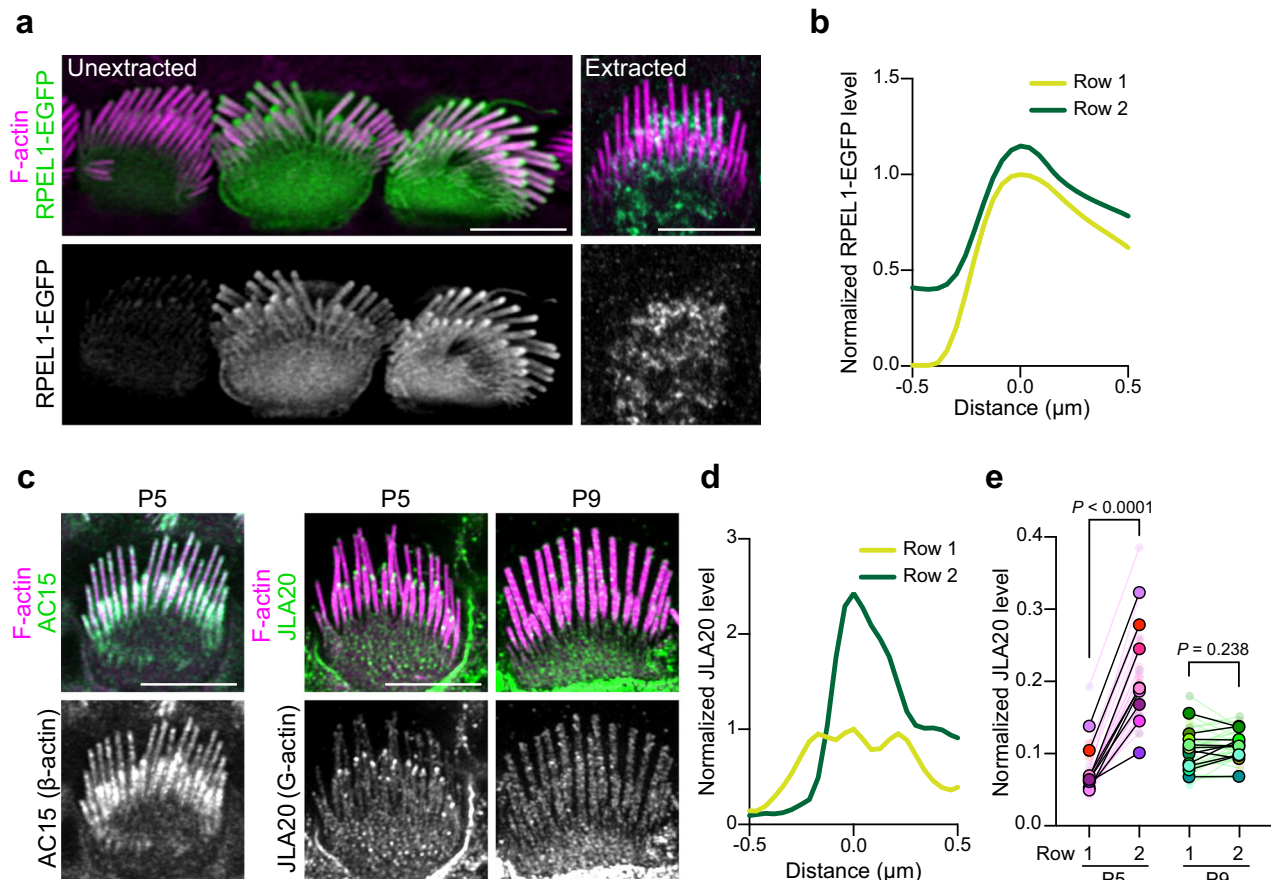 a
Unextracted
Extracted
F-actin
RPEL1-EGFP
RPEL1-EGFP
b
1.5
1.0
0.5
0.0
Normalized RPEL1-EGFP level
Row 1
Row 2
-0.5
0.0
0.5
Distance (µm)
c
P5
P5
P9
F-actin
AC15
F-actin
JLA20
AC15 (β-actin)
JLA20 (G-actin)
d
3
2
1
0
Normalized JLA20 level
Row 1
Row 2
-0.5
0.0
0.5
Distance (µm)
e
P < 0.0001
P = 0.238
0.4
0.3
0.2
0.1
0.0
Normalized JLA20 level
Row 1 2 1 2
P5 P9